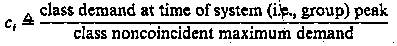 c_i ≜ class demand at time of system (i.e., group) peak / class noncoincident maximum demand